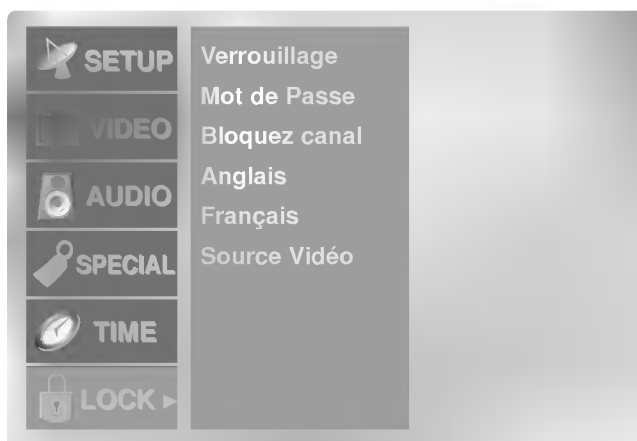 SETUP
VIDEO
AUDIO
SPECIAL
TIME
LOCK
Verrouillage
Mot de Passe
Bloquez canal
Anglais
Français
Source Vidéo